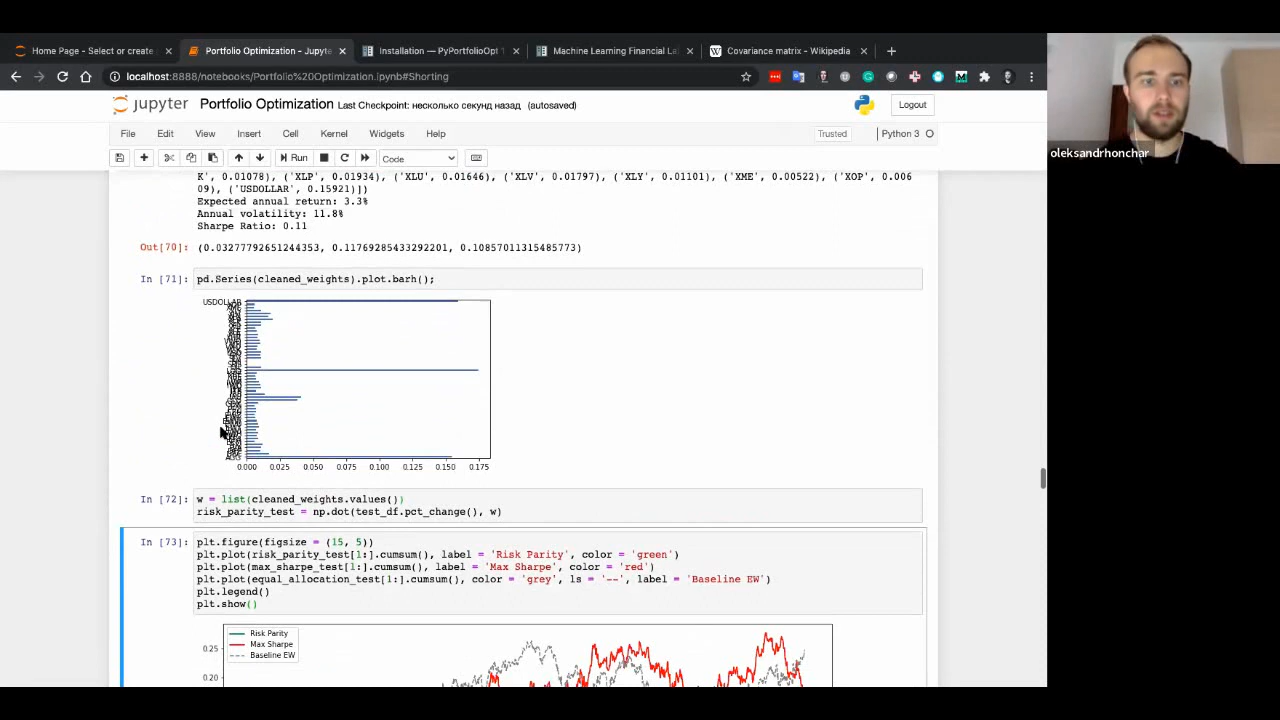 Home Page - Select or create
Portfolio Optimization - Jupyte
Installation — PyPortfolioOpt
Machine Learning Financial La
Covariance matrix - Wikipedia
localhost:8888/notebooks/Portfolio%20Optimization.ipynb#Shorting
jupyter Portfolio Optimization Last Checkpoint: несколько секунд назад (autosaved)
Logout
File Edit View Insert Cell Kernel Widgets Help
Trusted Python 3
Run Code
oleksandrhonchar
K', 0.01078), ('XLP', 0.01934), ('XLU', 0.01646), ('XLV', 0.01797), ('XLY', 0.01101), ('XME', 0.00522), ('XOP', 0.006
09), ('USDOLLAR', 0.15921)])
Expected annual return: 3.3%
Annual volatility: 11.8%
Sharpe Ratio: 0.11
Out[70]: (0.03277792651244353, 0.11769285433292201, 0.10857011315485773)
In [71]: pd.Series(cleaned_weights).plot.barh();
USDOLLAR
0.000 0.025 0.050 0.075 0.100 0.125 0.150 0.175
In [72]: w = list(cleaned_weights.values())
risk_parity_test = np.dot(test_df.pct_change(), w)
In [73]: plt.figure(figsize = (15, 5))
plt.plot(risk_parity_test[1:].cumsum(), label = 'Risk Parity', color = 'green')
plt.plot(max_sharpe_test[1:].cumsum(), label = 'Max Sharpe', color = 'red')
plt.plot(equal_allocation_test[1:].cumsum(), color = 'grey', ls = '--', label = 'Baseline EW')
plt.legend()
plt.show()
Risk Parity
Max Sharpe
Baseline EW
0.25
0.20